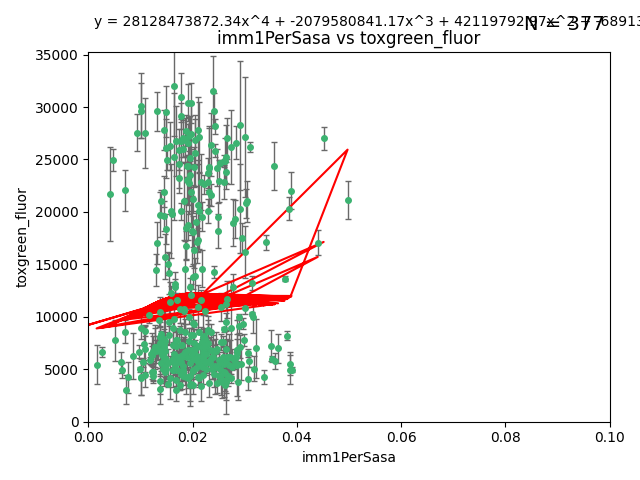 y = 28128473872.34x^4 + -2079580841.17x^3 + 42119792
N = 377
imm1PerSasa vs toxgreen_fluor
35000
30000
25000
20000
15000
10000
5000
0
toxgreen_fluor
0.00 0.02 0.04 0.06 0.08 0.10
imm1PerSasa